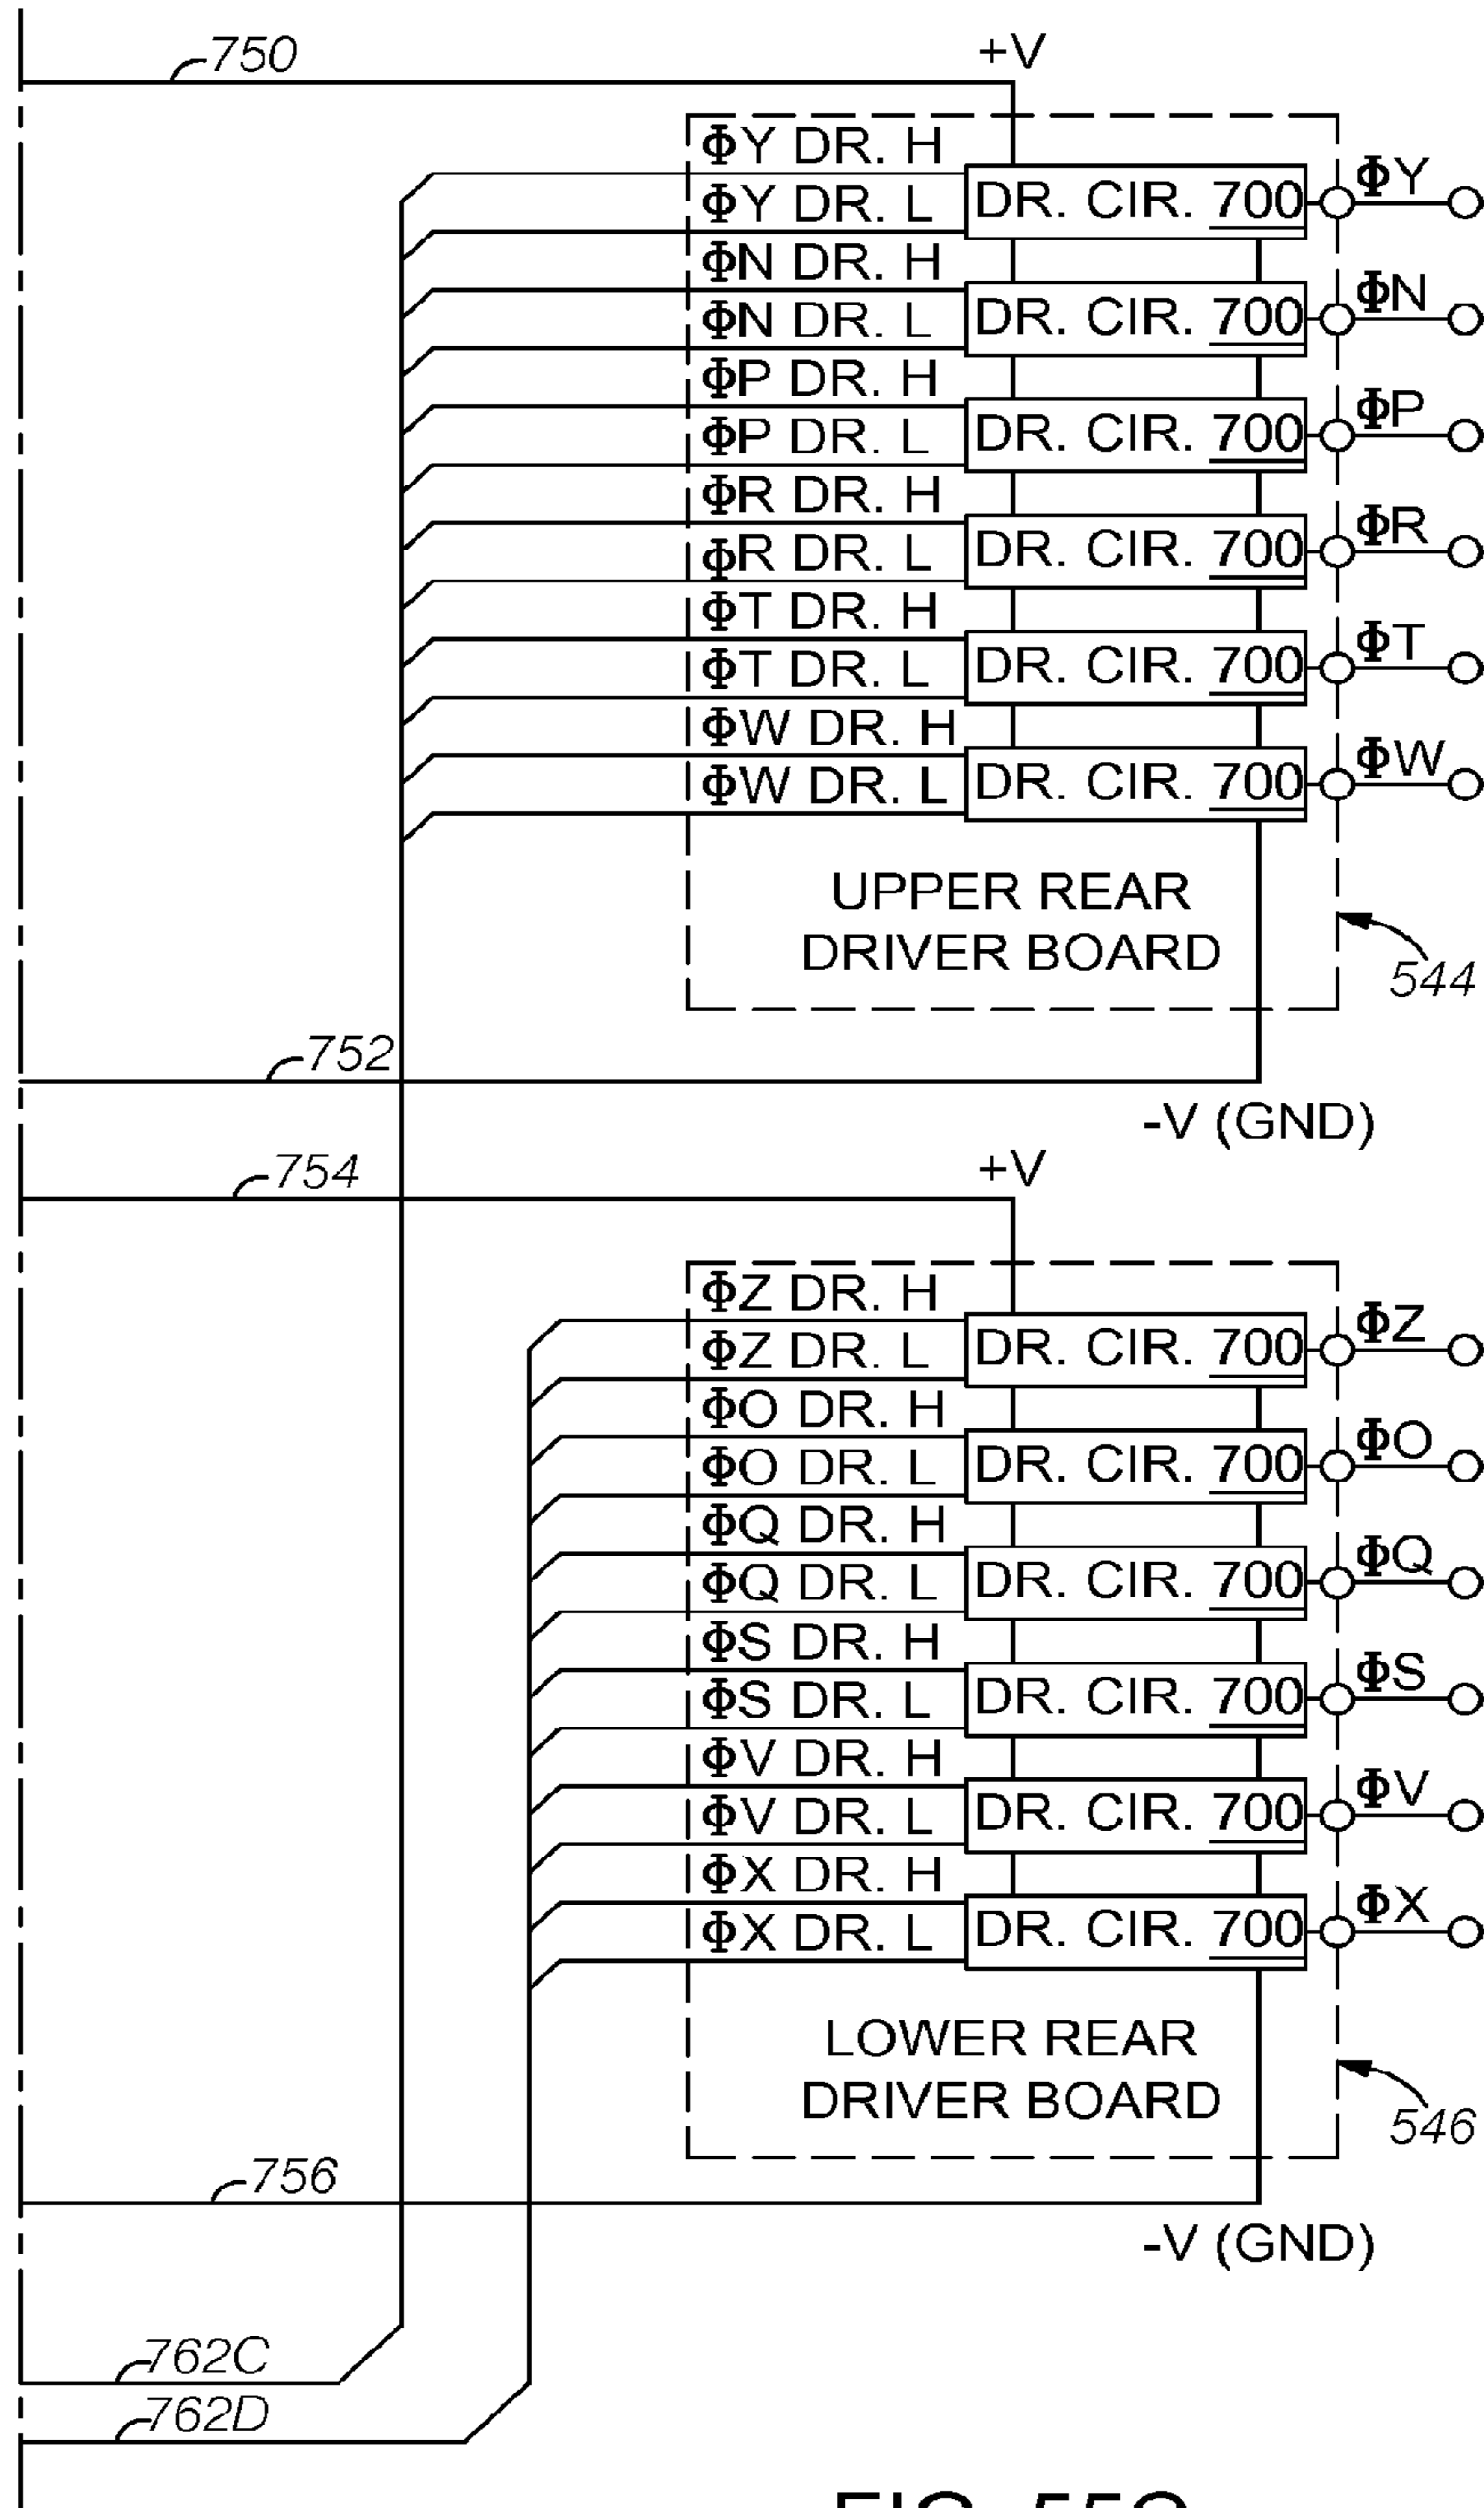 750
+V
ΦY DR. H
ΦY DR. L
DR. CIR. 700
ΦY
ΦN DR. H
ΦN DR. L
DR. CIR. 700
ΦN
ΦP DR. H
ΦP DR. L
DR. CIR. 700
ΦP
ΦR DR. H
ΦR DR. L
DR. CIR. 700
ΦR
ΦT DR. H
ΦT DR. L
DR. CIR. 700
ΦT
ΦW DR. H
ΦW DR. L
DR. CIR. 700
ΦW
UPPER REAR
DRIVER BOARD
544
752
-V (GND)
754
+V
ΦZ DR. H
ΦZ DR. L
DR. CIR. 700
ΦZ
ΦO DR. H
ΦO DR. L
DR. CIR. 700
ΦO
ΦQ DR. H
ΦQ DR. L
DR. CIR. 700
ΦQ
ΦS DR. H
ΦS DR. L
DR. CIR. 700
ΦS
ΦV DR. H
ΦV DR. L
DR. CIR. 700
ΦV
ΦX DR. H
ΦX DR. L
DR. CIR. 700
ΦX
LOWER REAR
DRIVER BOARD
546
756
-V (GND)
762C
762D